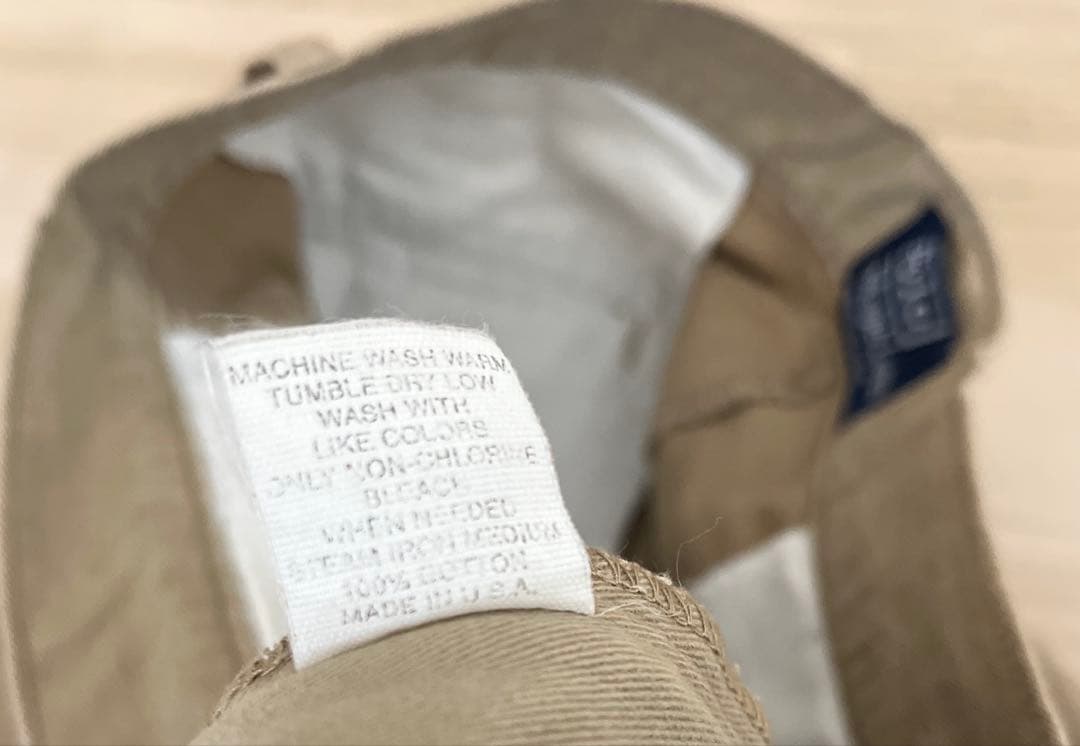 MACHINE WASH WARM
TUMBLE DRY LOW
WASH WITH
LIKE COLORS
ONLY NON-CHLORINE
BLEACH
WHEN NEEDED
STEAM IRON MEDIUM
100% COTTON
MADE IN U.S.A.